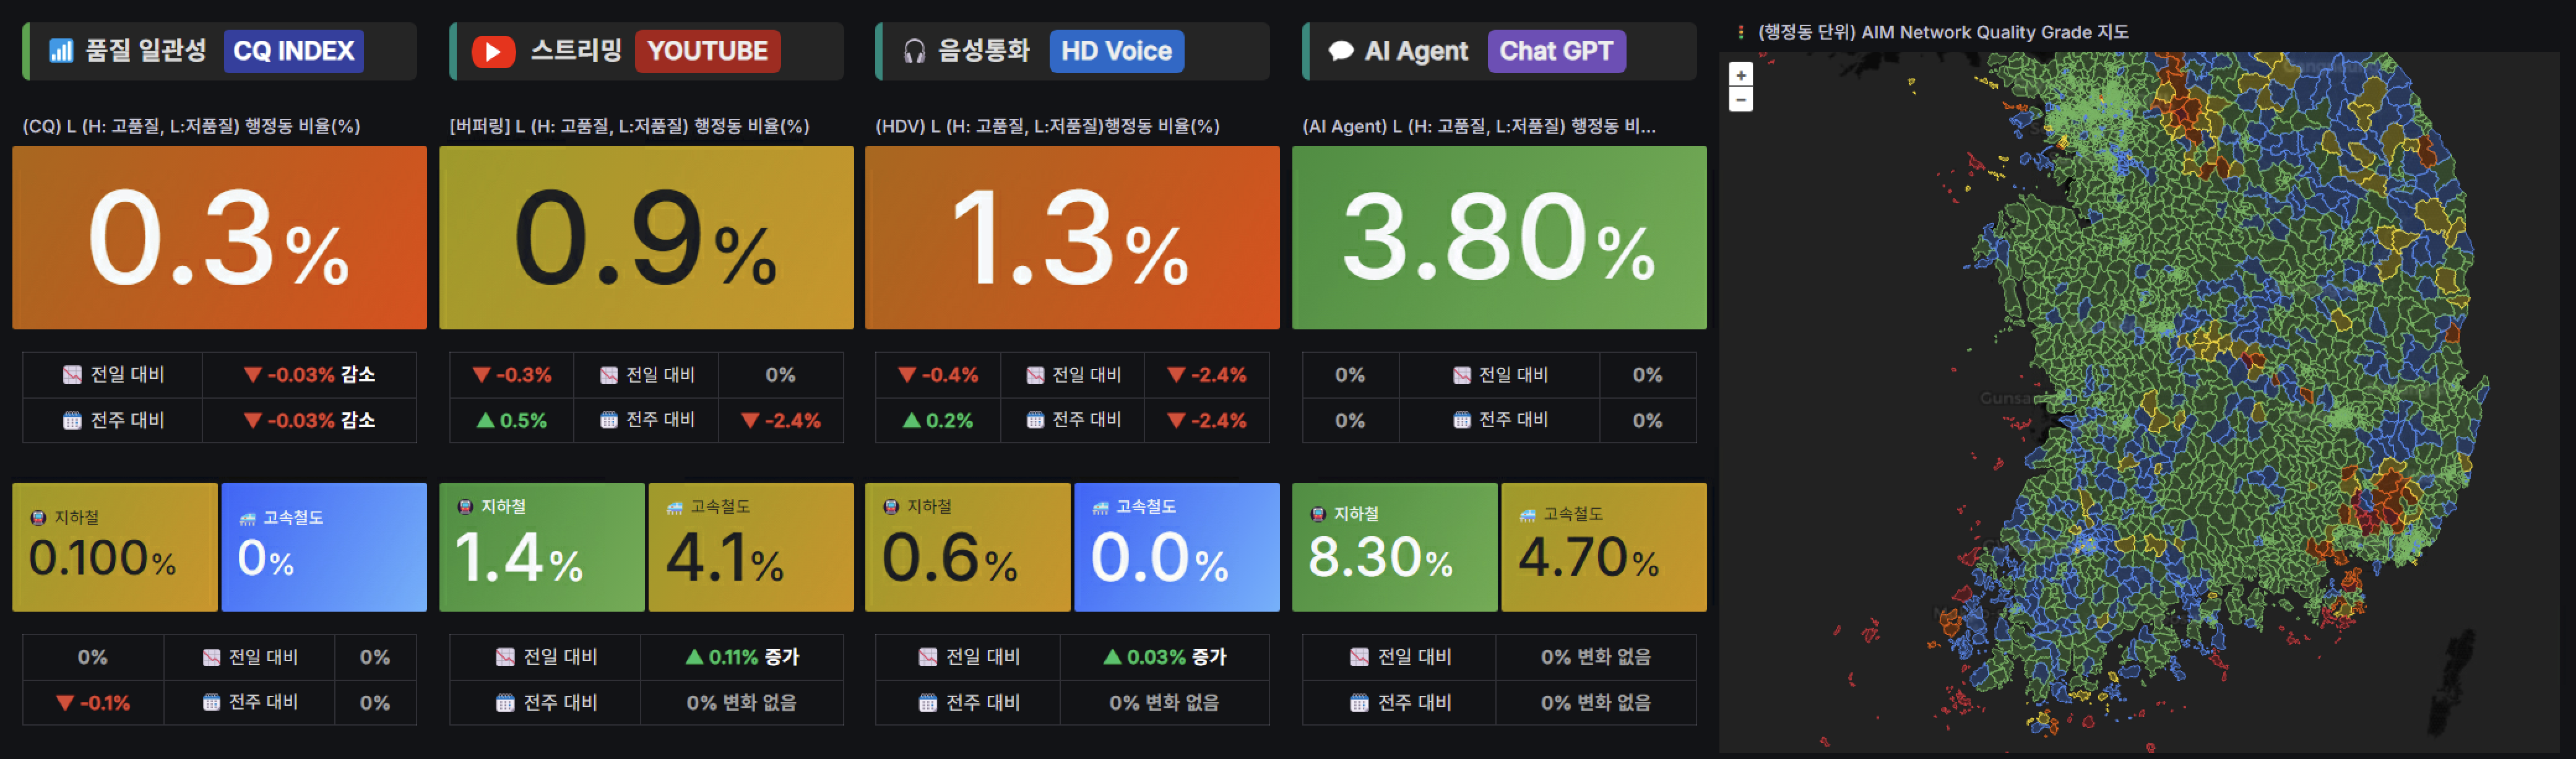 품질 일관성 CQ INDEX
(CQ) L (H: 고품질, L:저품질) 행정동 비율(%)
0.3%
전일 대비 ▼ -0.03% 감소
전주 대비 ▼ -0.03% 감소
지하철
0.100%
고속철도
0%
0% 전일 대비 0%
▼ -0.1% 전주 대비 0%
스트리밍 YOUTUBE
[버퍼링] L (H: 고품질, L:저품질) 행정동 비율(%)
0.9%
▼ -0.3% 전일 대비 0%
▲ 0.5% 전주 대비 ▼ -2.4%
지하철
1.4%
고속철도
4.1%
전일 대비 ▲ 0.11% 증가
전주 대비 0% 변화 없음
음성통화 HD Voice
(HDV) L (H: 고품질, L:저품질)행정동 비율(%)
1.3%
▼ -0.4% 전일 대비 ▼ -2.4%
▲ 0.2% 전주 대비 ▼ -2.4%
지하철
0.6%
고속철도
0.0%
전일 대비 ▲ 0.03% 증가
전주 대비 0% 변화 없음
AI Agent Chat GPT
(AI Agent) L (H: 고품질, L:저품질) 행정동 비...
3.80%
0% 전일 대비 0%
0% 전주 대비 0%
지하철
8.30%
고속철도
4.70%
전일 대비 0% 변화 없음
전주 대비 0% 변화 없음
(행정동 단위) AIM Network Quality Grade 지도
+
−